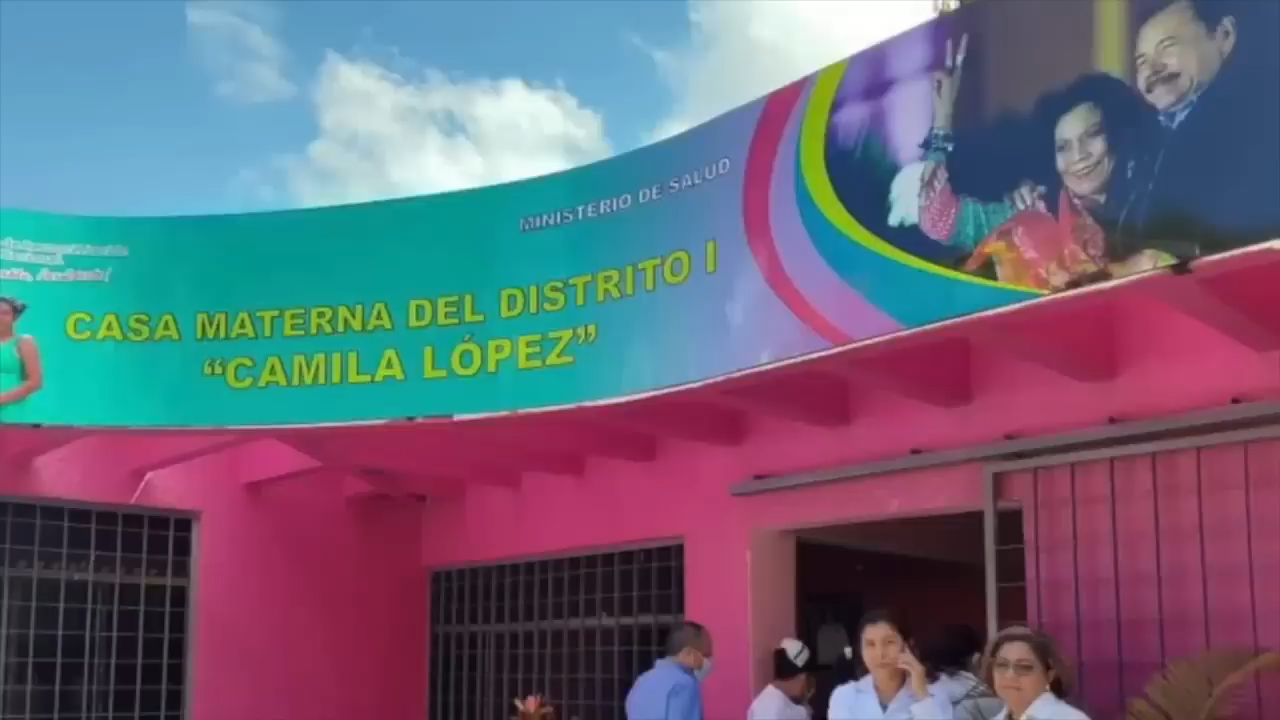 MINISTERIO DE SALUD
CASA MATERNA DEL DISTRITO I
“CAMILA LÓPEZ”